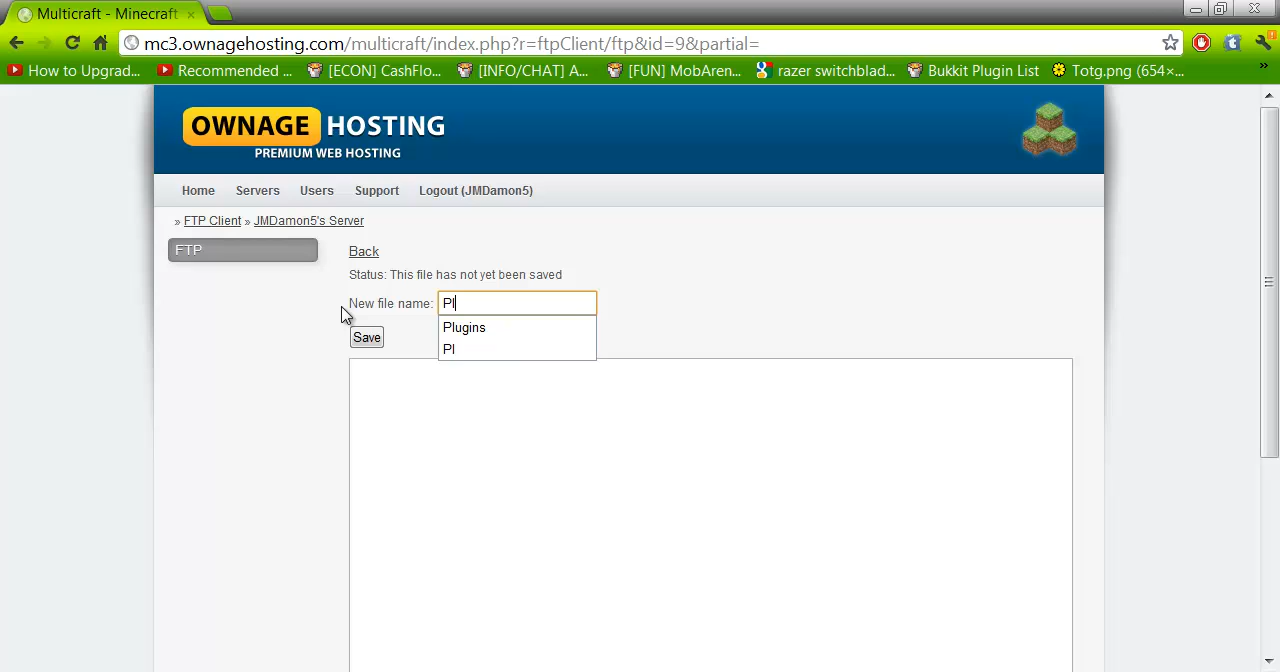 Multicraft - Minecraft
mc3.ownagehosting.com/multicraft/index.php?r=ftpClient/ftp&id=9&partial=
How to Upgrad... Recommended ... [ECON] CashFlo... [INFO/CHAT] A... [FUN] MobAren... razer switchblad... Bukkit Plugin List Totg.png (654×... »
OWNAGE HOSTING
PREMIUM WEB HOSTING
Home Servers Users Support Logout (JMDamon5)
» FTP Client » JMDamon5's Server
FTP
Back
Status: This file has not yet been saved
New file name: Pl
Plugins
Save
Pl